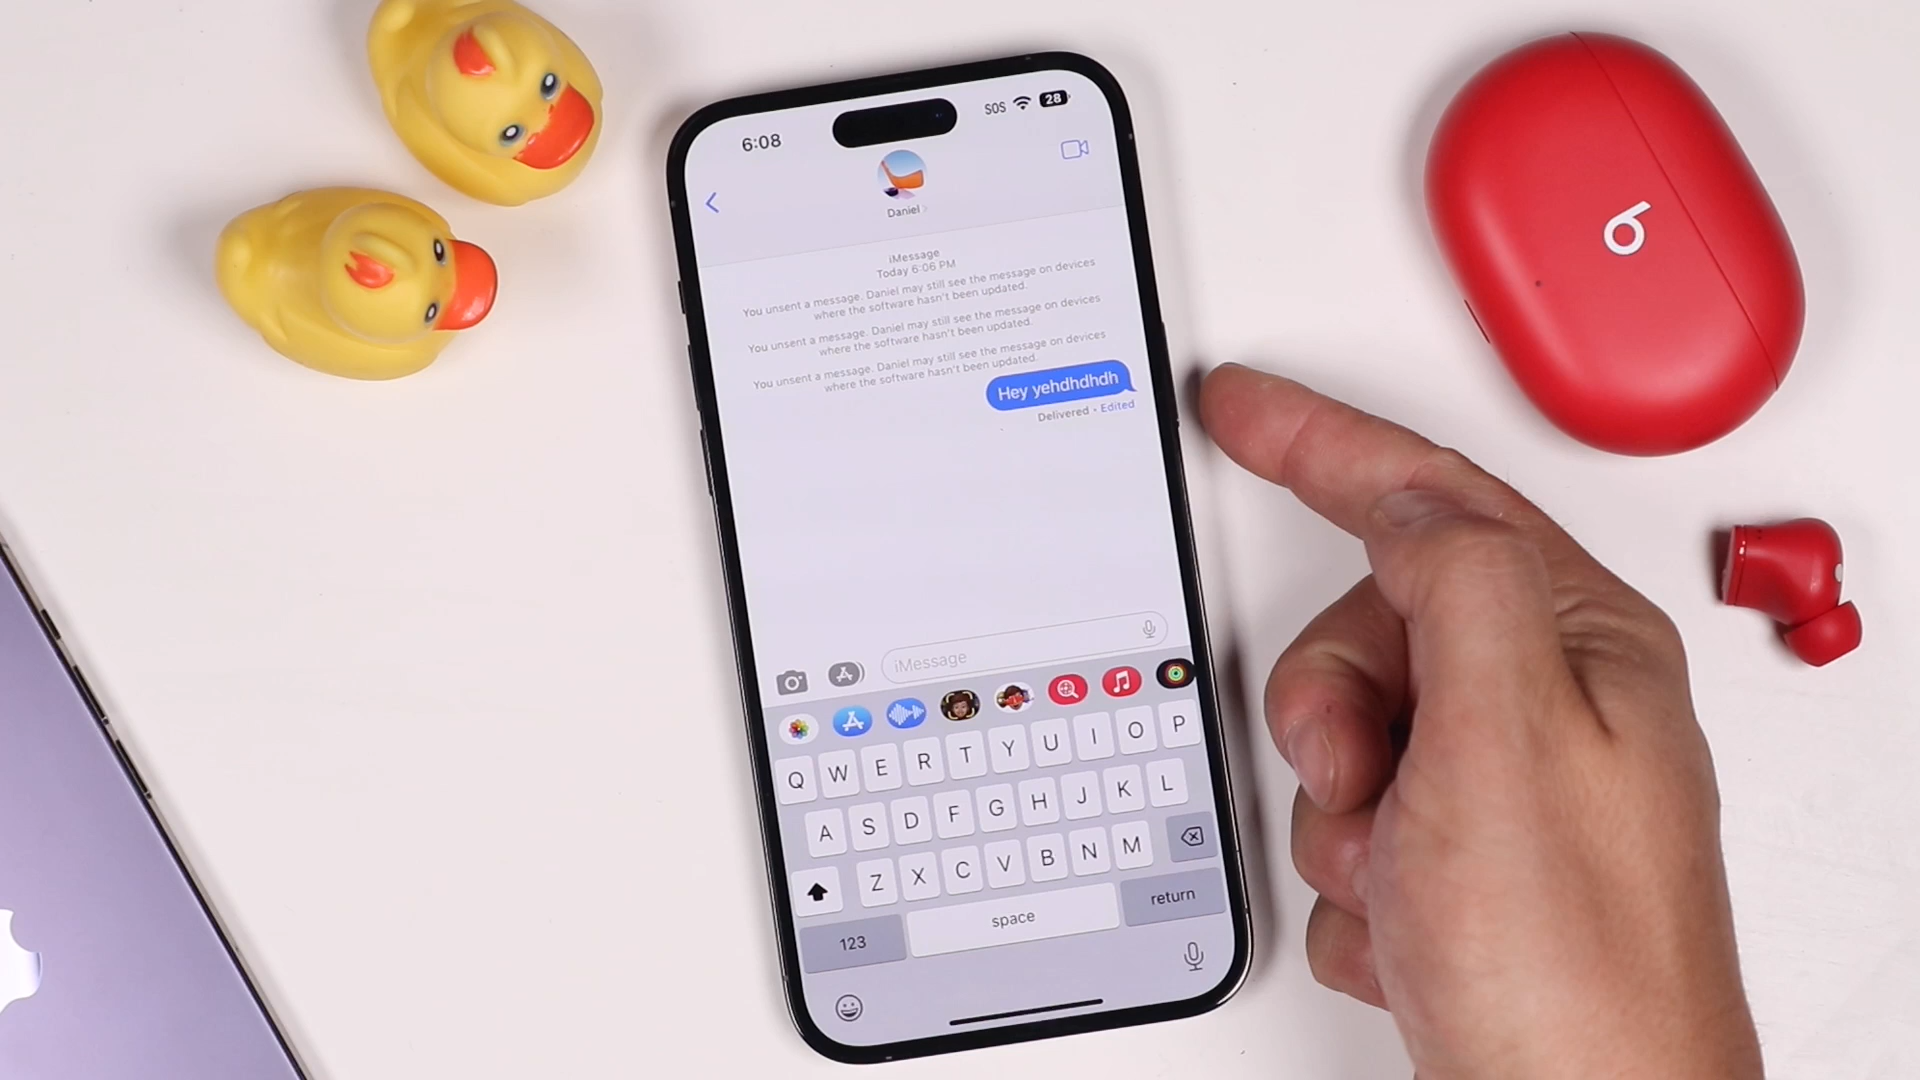 6:08
SOS
28
Daniel
iMessage
Today 6:06 PM
You unsent a message. Daniel may still see the message on devices
where the software hasn't been updated.
You unsent a message. Daniel may still see the message on devices
where the software hasn't been updated.
You unsent a message. Daniel may still see the message on devices
where the software hasn't been updated.
Hey yehdhdhdh
Delivered • Edited
iMessage
Q W E R T Y U I O P
A S D F G H J K L
Z X C V B N M
123 space return